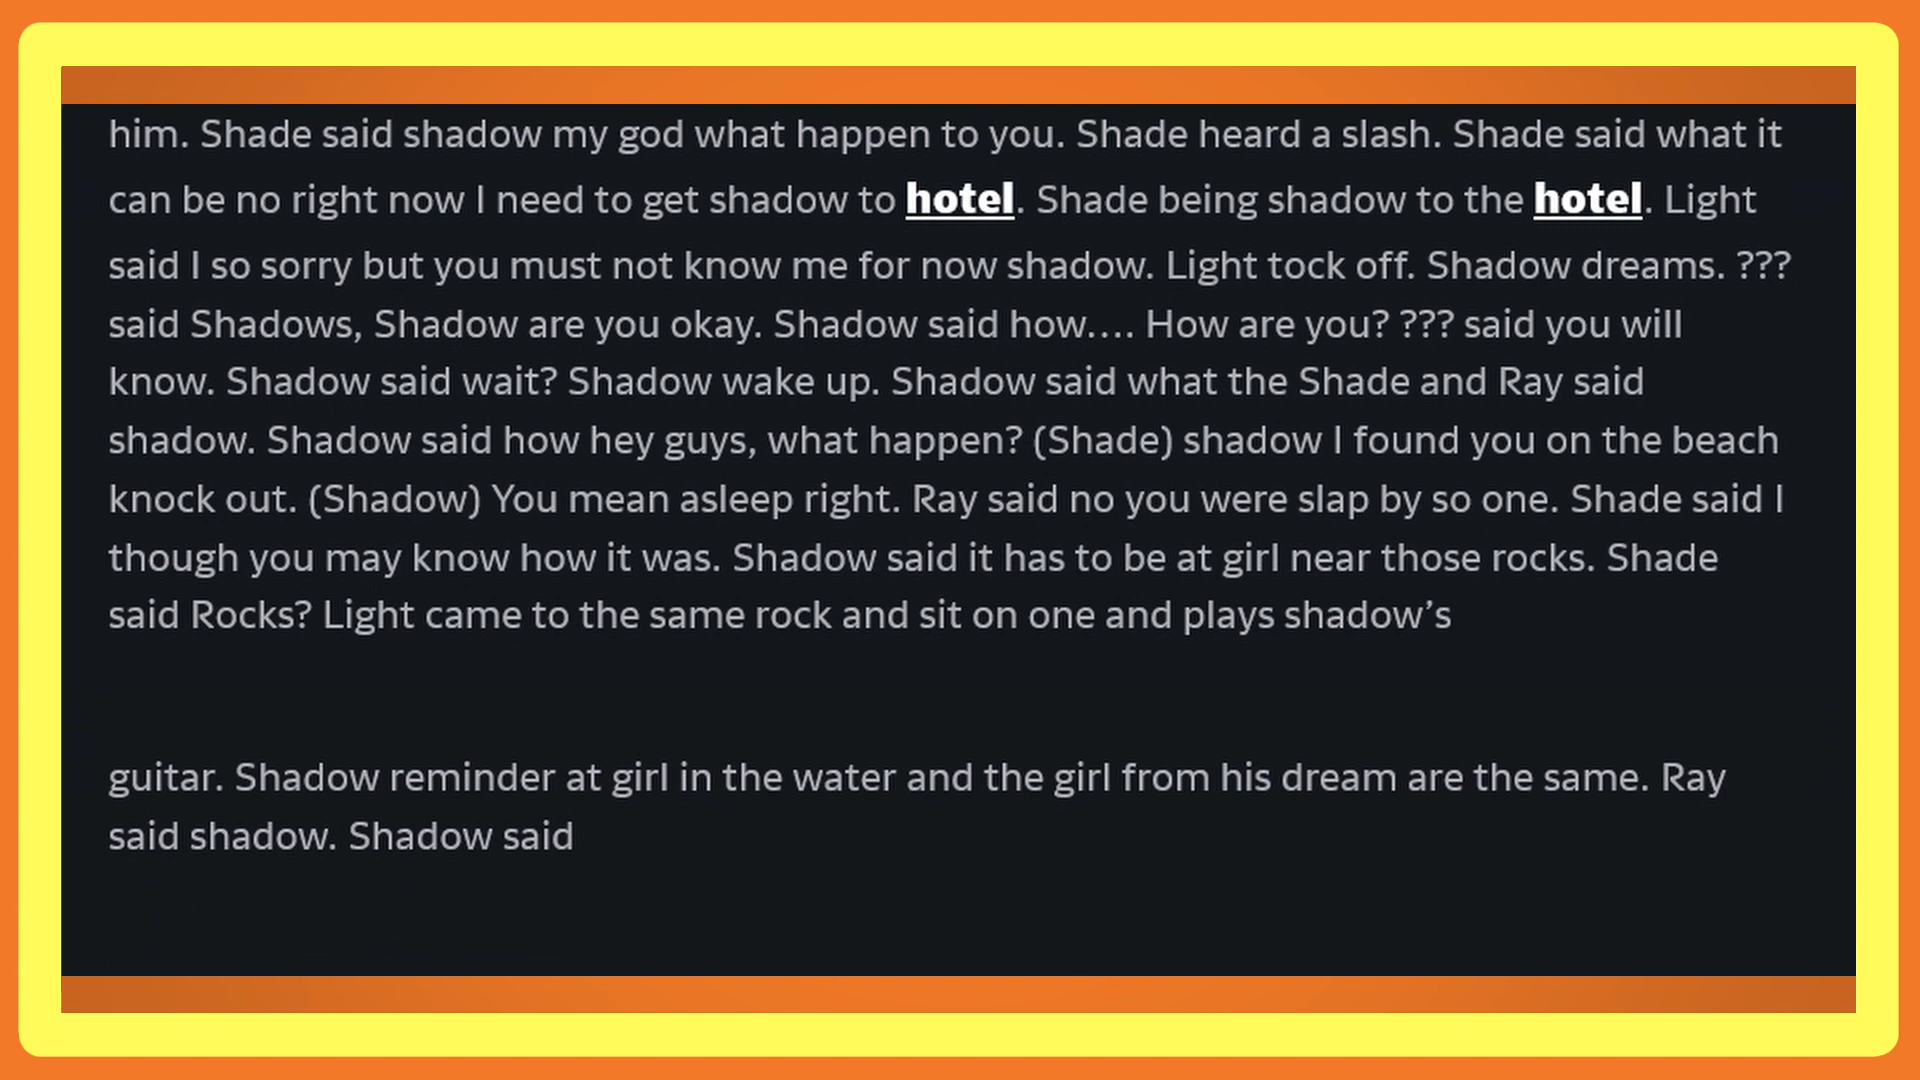 him. Shade said shadow my god what happen to you. Shade heard a slash. Shade said what it
can be no right now I need to get shadow to hotel. Shade being shadow to the hotel. Light
said I so sorry but you must not know me for now shadow. Light tock off. Shadow dreams. ???
said Shadows, Shadow are you okay. Shadow said how…. How are you? ??? said you will
know. Shadow said wait? Shadow wake up. Shadow said what the Shade and Ray said
shadow. Shadow said how hey guys, what happen? (Shade) shadow I found you on the beach
knock out. (Shadow) You mean asleep right. Ray said no you were slap by so one. Shade said I
though you may know how it was. Shadow said it has to be at girl near those rocks. Shade
said Rocks? Light came to the same rock and sit on one and plays shadow’s
guitar. Shadow reminder at girl in the water and the girl from his dream are the same. Ray
said shadow. Shadow said